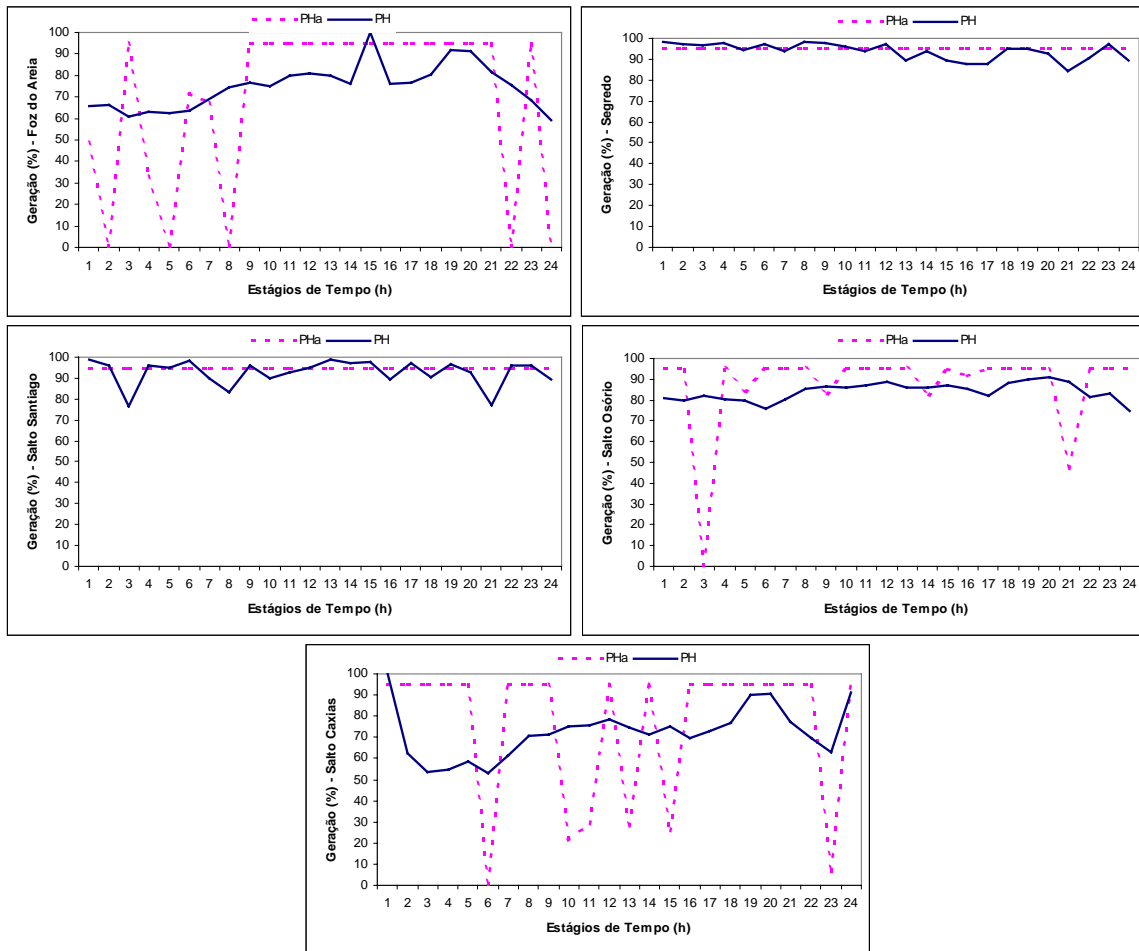 PHa PH
Geração (%) - Foz do Areia
100
90
80
70
60
50
40
30
20
10
0
1 2 3 4 5 6 7 8 9 10 11 12 13 14 15 16 17 18 19 20 21 22 23 24
Estágios de Tempo (h)
PHa PH
Geração (%) - Segredo
100
90
80
70
60
50
40
30
20
10
0
1 2 3 4 5 6 7 8 9 10 11 12 13 14 15 16 17 18 19 20 21 22 23 24
Estágios de Tempo (h)
PHa PH
Geração (%) - Salto Santiago
100
90
80
70
60
50
40
30
20
10
0
1 2 3 4 5 6 7 8 9 10 11 12 13 14 15 16 17 18 19 20 21 22 23 24
Estágios de Tempo (h)
PHa PH
Geração (%) - Salto Osório
100
90
80
70
60
50
40
30
20
10
0
1 2 3 4 5 6 7 8 9 10 11 12 13 14 15 16 17 18 19 20 21 22 23 24
Estágios de Tempo (h)
PHa PH
Geração (%) - Salto Caxias
100
90
80
70
60
50
40
30
20
10
0
1 2 3 4 5 6 7 8 9 10 11 12 13 14 15 16 17 18 19 20 21 22 23 24
Estágios de Tempo (h)